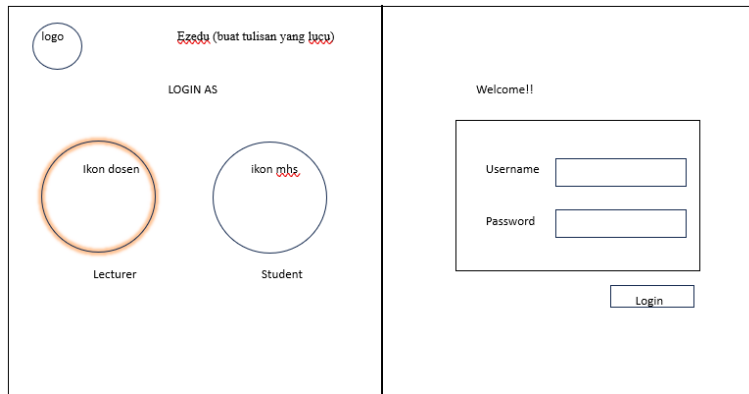 logo
Ezedu (buat tulisan yang lucu)
LOGIN AS
Ikon dosen
ikon mhs
Lecturer
Student
Welcome!!
Username
Password
Login